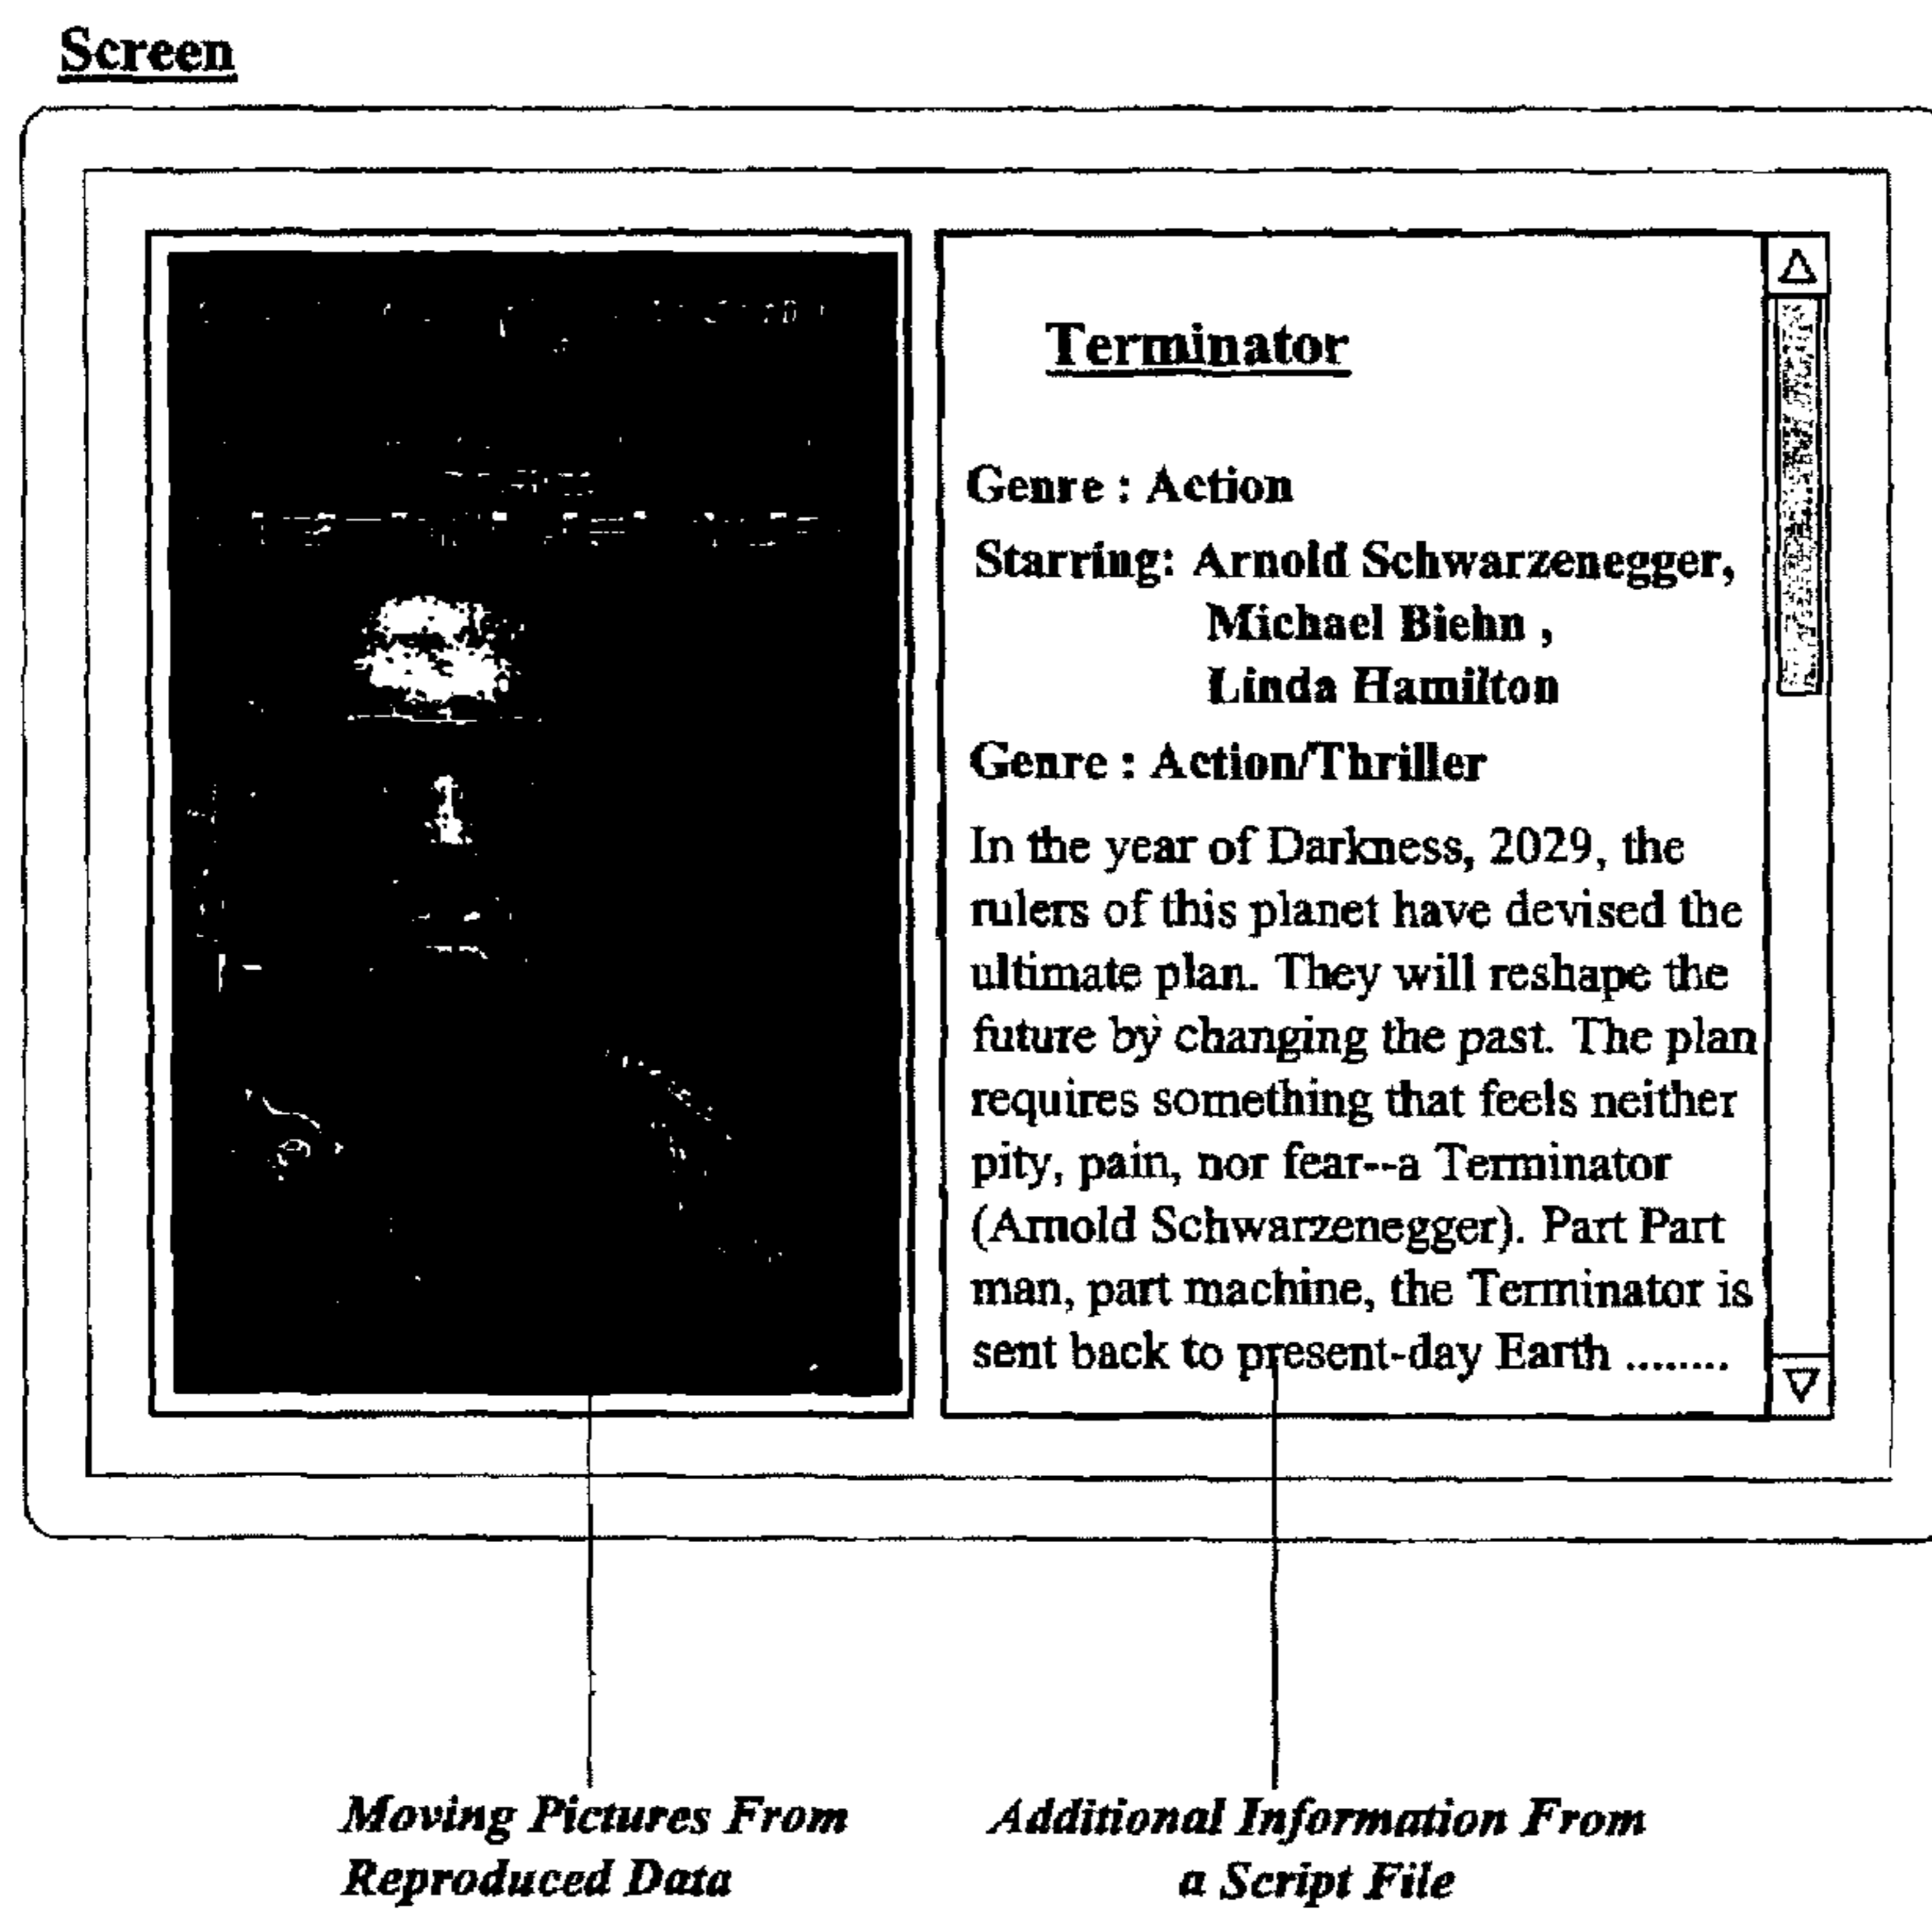 Screen
Terminator
Genre : Action
Starring: Arnold Schwarzenegger,
Michael Biehn ,
Linda Hamilton
Genre : Action/Thriller
In the year of Darkness, 2029, the
rulers of this planet have devised the
ultimate plan. They will reshape the
future by changing the past. The plan
requires something that feels neither
pity, pain, nor fear--a Terminator
(Arnold Schwarzenegger). Part Part
man, part machine, the Terminator is
sent back to present-day Earth ........
Moving Pictures From
Reproduced Data
Additional Information From
a Script File